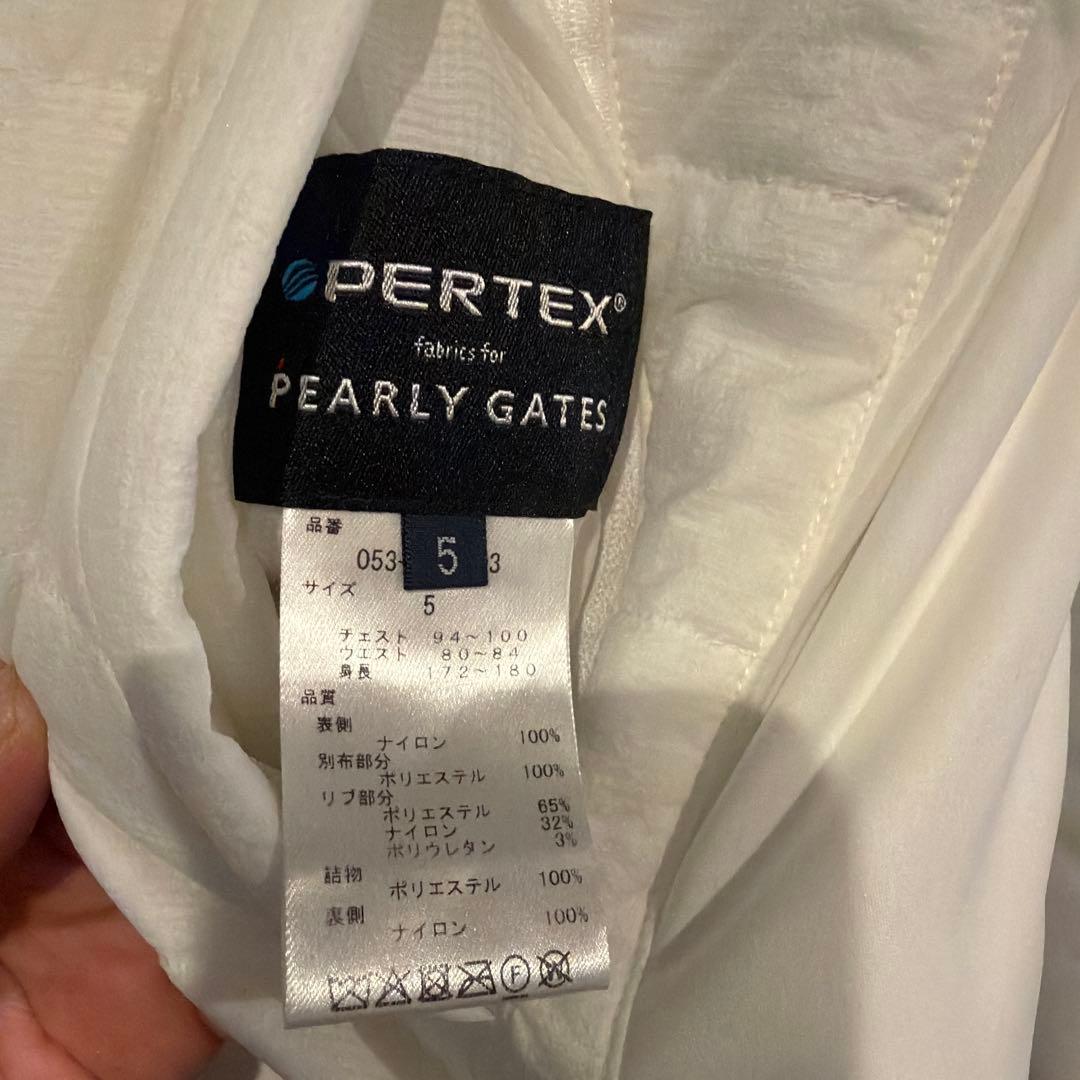 PERTEX®
fabrics for
PEARLY GATES
品番
053- 3
5
サイズ
5
チェスト 94～100
ウエスト 80～84
身長 172～180
品質
表側
ナイロン 100%
別布部分
ポリエステル 100%
リブ部分
ポリエステル 65%
ナイロン 32%
ポリウレタン 3%
詰物
ポリエステル 100%
裏側
ナイロン 100%
F W